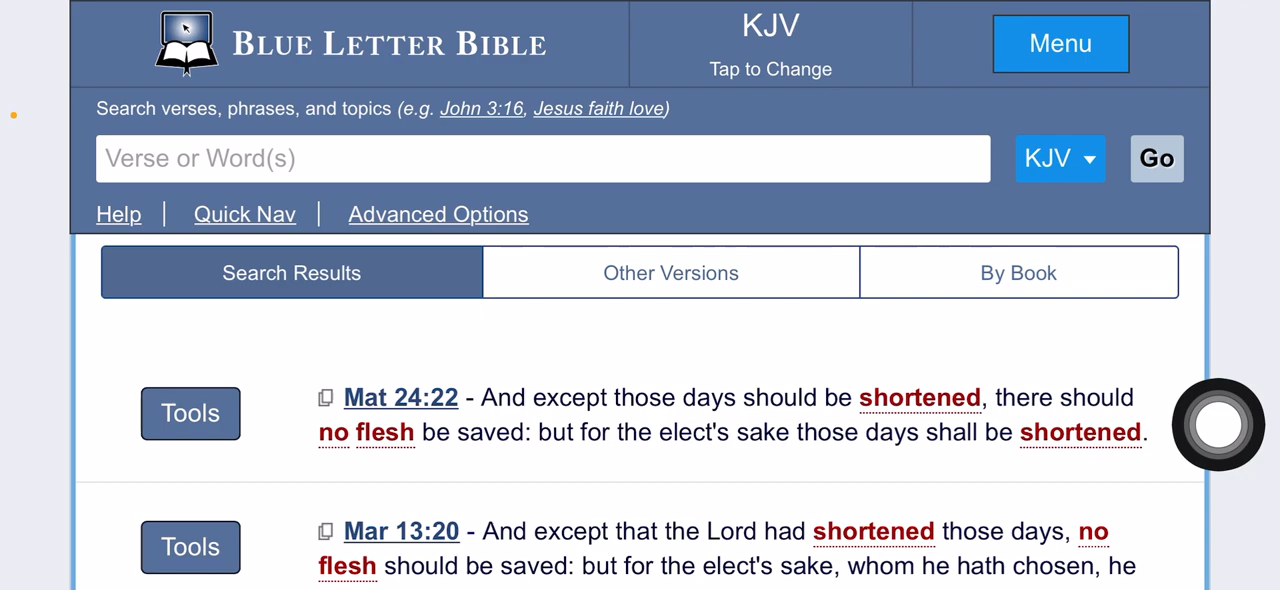 BLUE LETTER BIBLE
KJV
Tap to Change
Menu
Search verses, phrases, and topics (e.g. John 3:16, Jesus faith love)
Verse or Word(s)
KJV
Go
Help | Quick Nav | Advanced Options
Search Results
Other Versions
By Book
Tools
Mat 24:22 - And except those days should be shortened, there should
no flesh be saved: but for the elect's sake those days shall be shortened.
Tools
Mar 13:20 - And except that the Lord had shortened those days, no
flesh should be saved: but for the elect's sake, whom he hath chosen, he